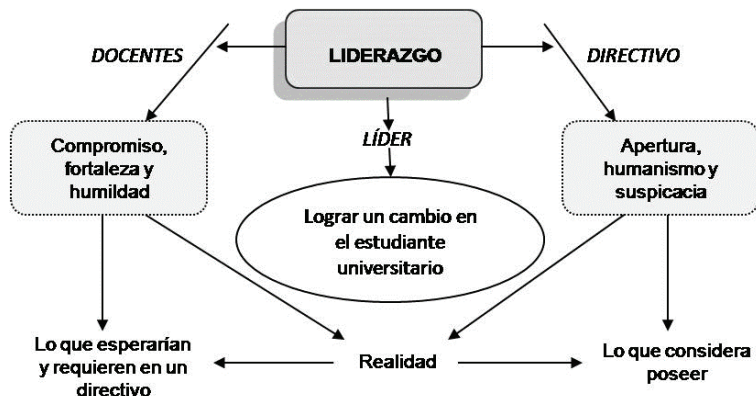 LIDERAZGO
DOCENTES
DIRECTIVO
LÍDER
Compromiso,
fortaleza y
humildad
Apertura,
humanismo y
suspicacia
Lograr un cambio en
el estudiante
universitario
Lo que esperarían
y requieren en un
directivo
Realidad
Lo que considera
poseer